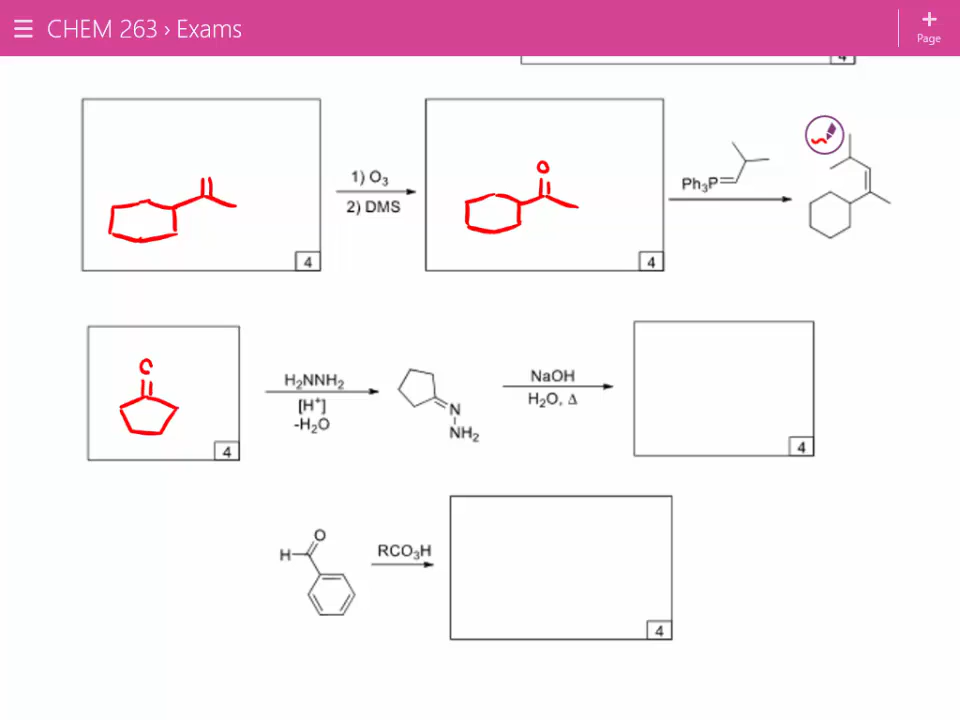 ☰ CHEM 263 › Exams
+
Page
4
1) O₃
2) DMS
O
Ph₃P
4
4
O
H₂NNH₂
[H⁺]
-H₂O
N
NH₂
NaOH
H₂O, Δ
4
4
H
O
RCO₃H
4